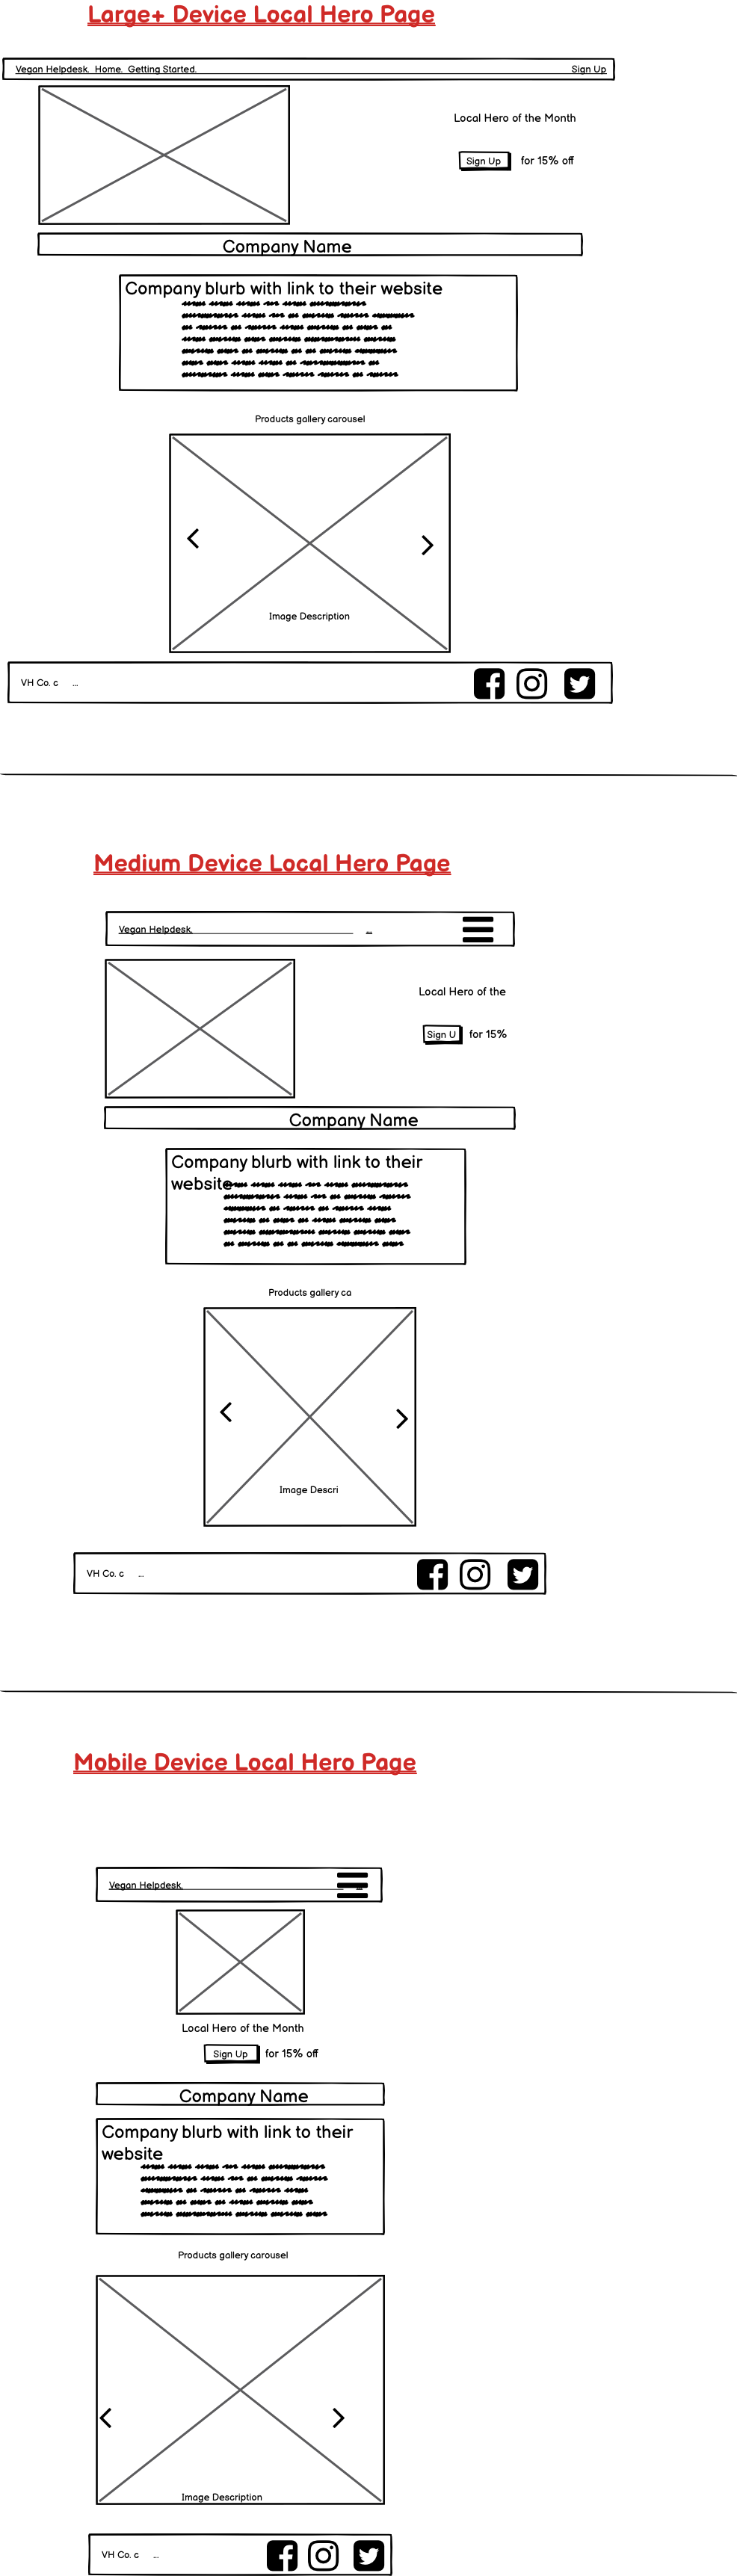 Large+ Device Local Hero Page
Vegan Helpdesk. Home. Getting Started. Sign Up
Local Hero of the Month
Sign Up for 15% off
Company Name
Company blurb with link to their website
Products gallery carousel
Image Description
VH Co. c ...
Medium Device Local Hero Page
Vegan Helpdesk. ...
Local Hero of the
Sign U for 15%
Company Name
Company blurb with link to their
website
Products gallery ca
Image Descri
VH Co. c ...
Mobile Device Local Hero Page
Vegan Helpdesk. ...
Local Hero of the Month
Sign Up for 15% off
Company Name
Company blurb with link to their
website
Products gallery carousel
Image Description
VH Co. c ...